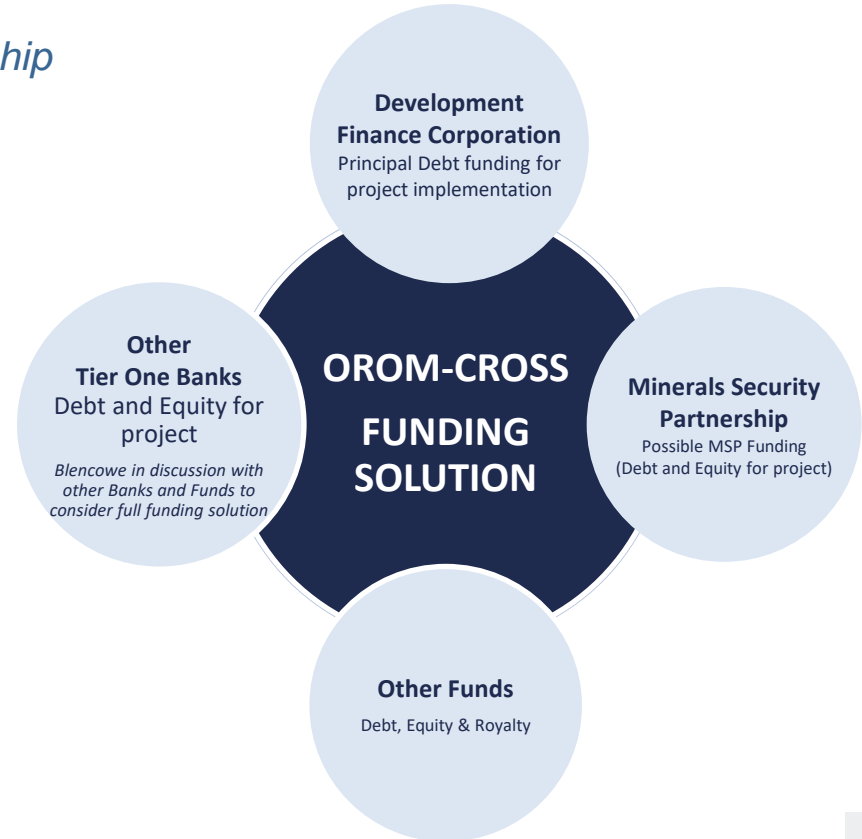 hip
Development
Finance Corporation
Principal Debt funding for
project implementation
Other
Tier One Banks
Debt and Equity for
project
Blencowe in discussion with
other Banks and Funds to
consider full funding solution
OROM-CROSS
FUNDING
SOLUTION
Minerals Security
Partnership
Possible MSP Funding
(Debt and Equity for project)
Other Funds
Debt, Equity & Royalty